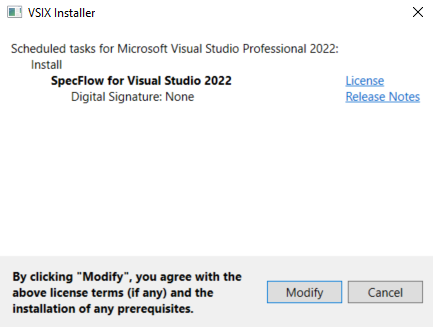 VSIX Installer
Scheduled tasks for Microsoft Visual Studio Professional 2022:
Install
SpecFlow for Visual Studio 2022 License
Digital Signature: None Release Notes
By clicking "Modify", you agree with the
above license terms (if any) and the
installation of any prerequisites.
Modify Cancel